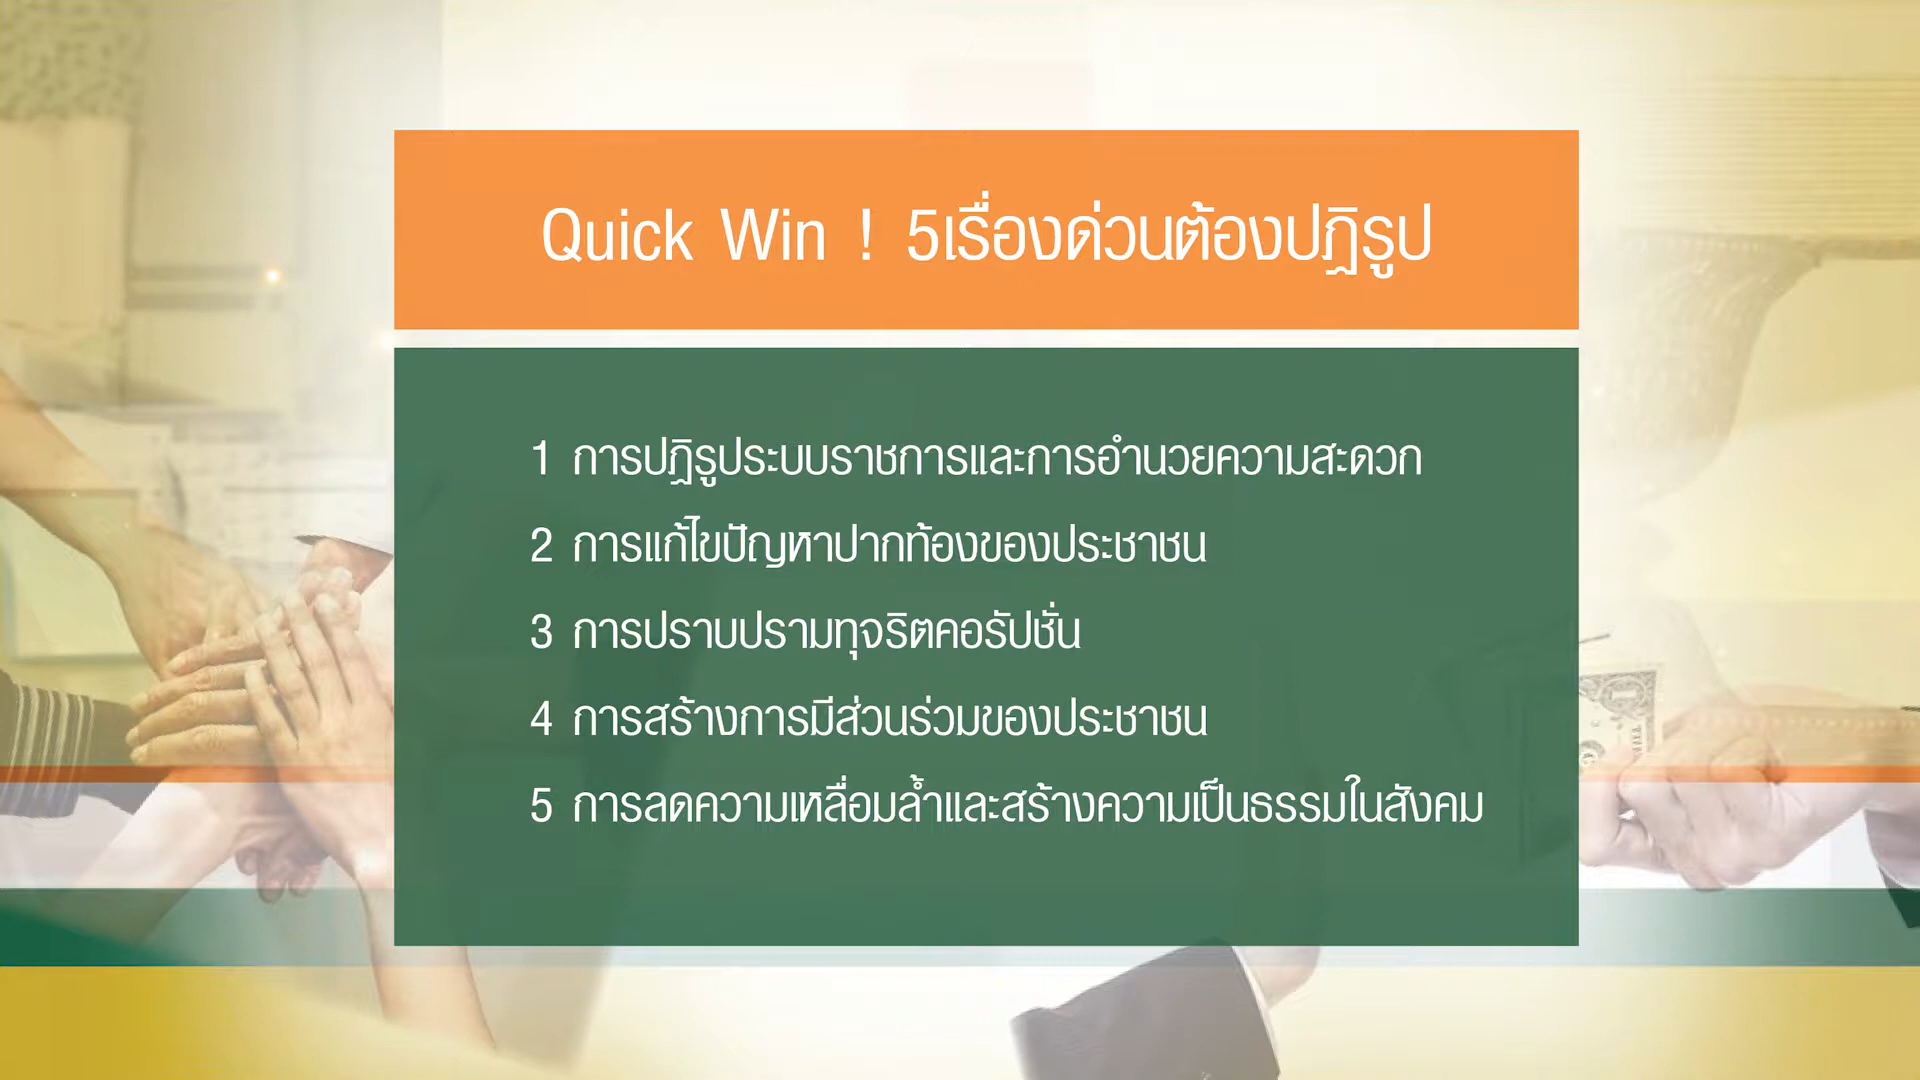 Quick Win ! 5เรื่องด่วนต้องปฏิรูป
1 การปฏิรูประบบราชการและการอำนวยความสะดวก
2 การแก้ไขปัญหาปากท้องของประชาชน
3 การปราบปรามทุจริตคอรัปชั่น
4 การสร้างการมีส่วนร่วมของประชาชน
5 การลดความเหลื่อมล้ำและสร้างความเป็นธรรมในสังคม